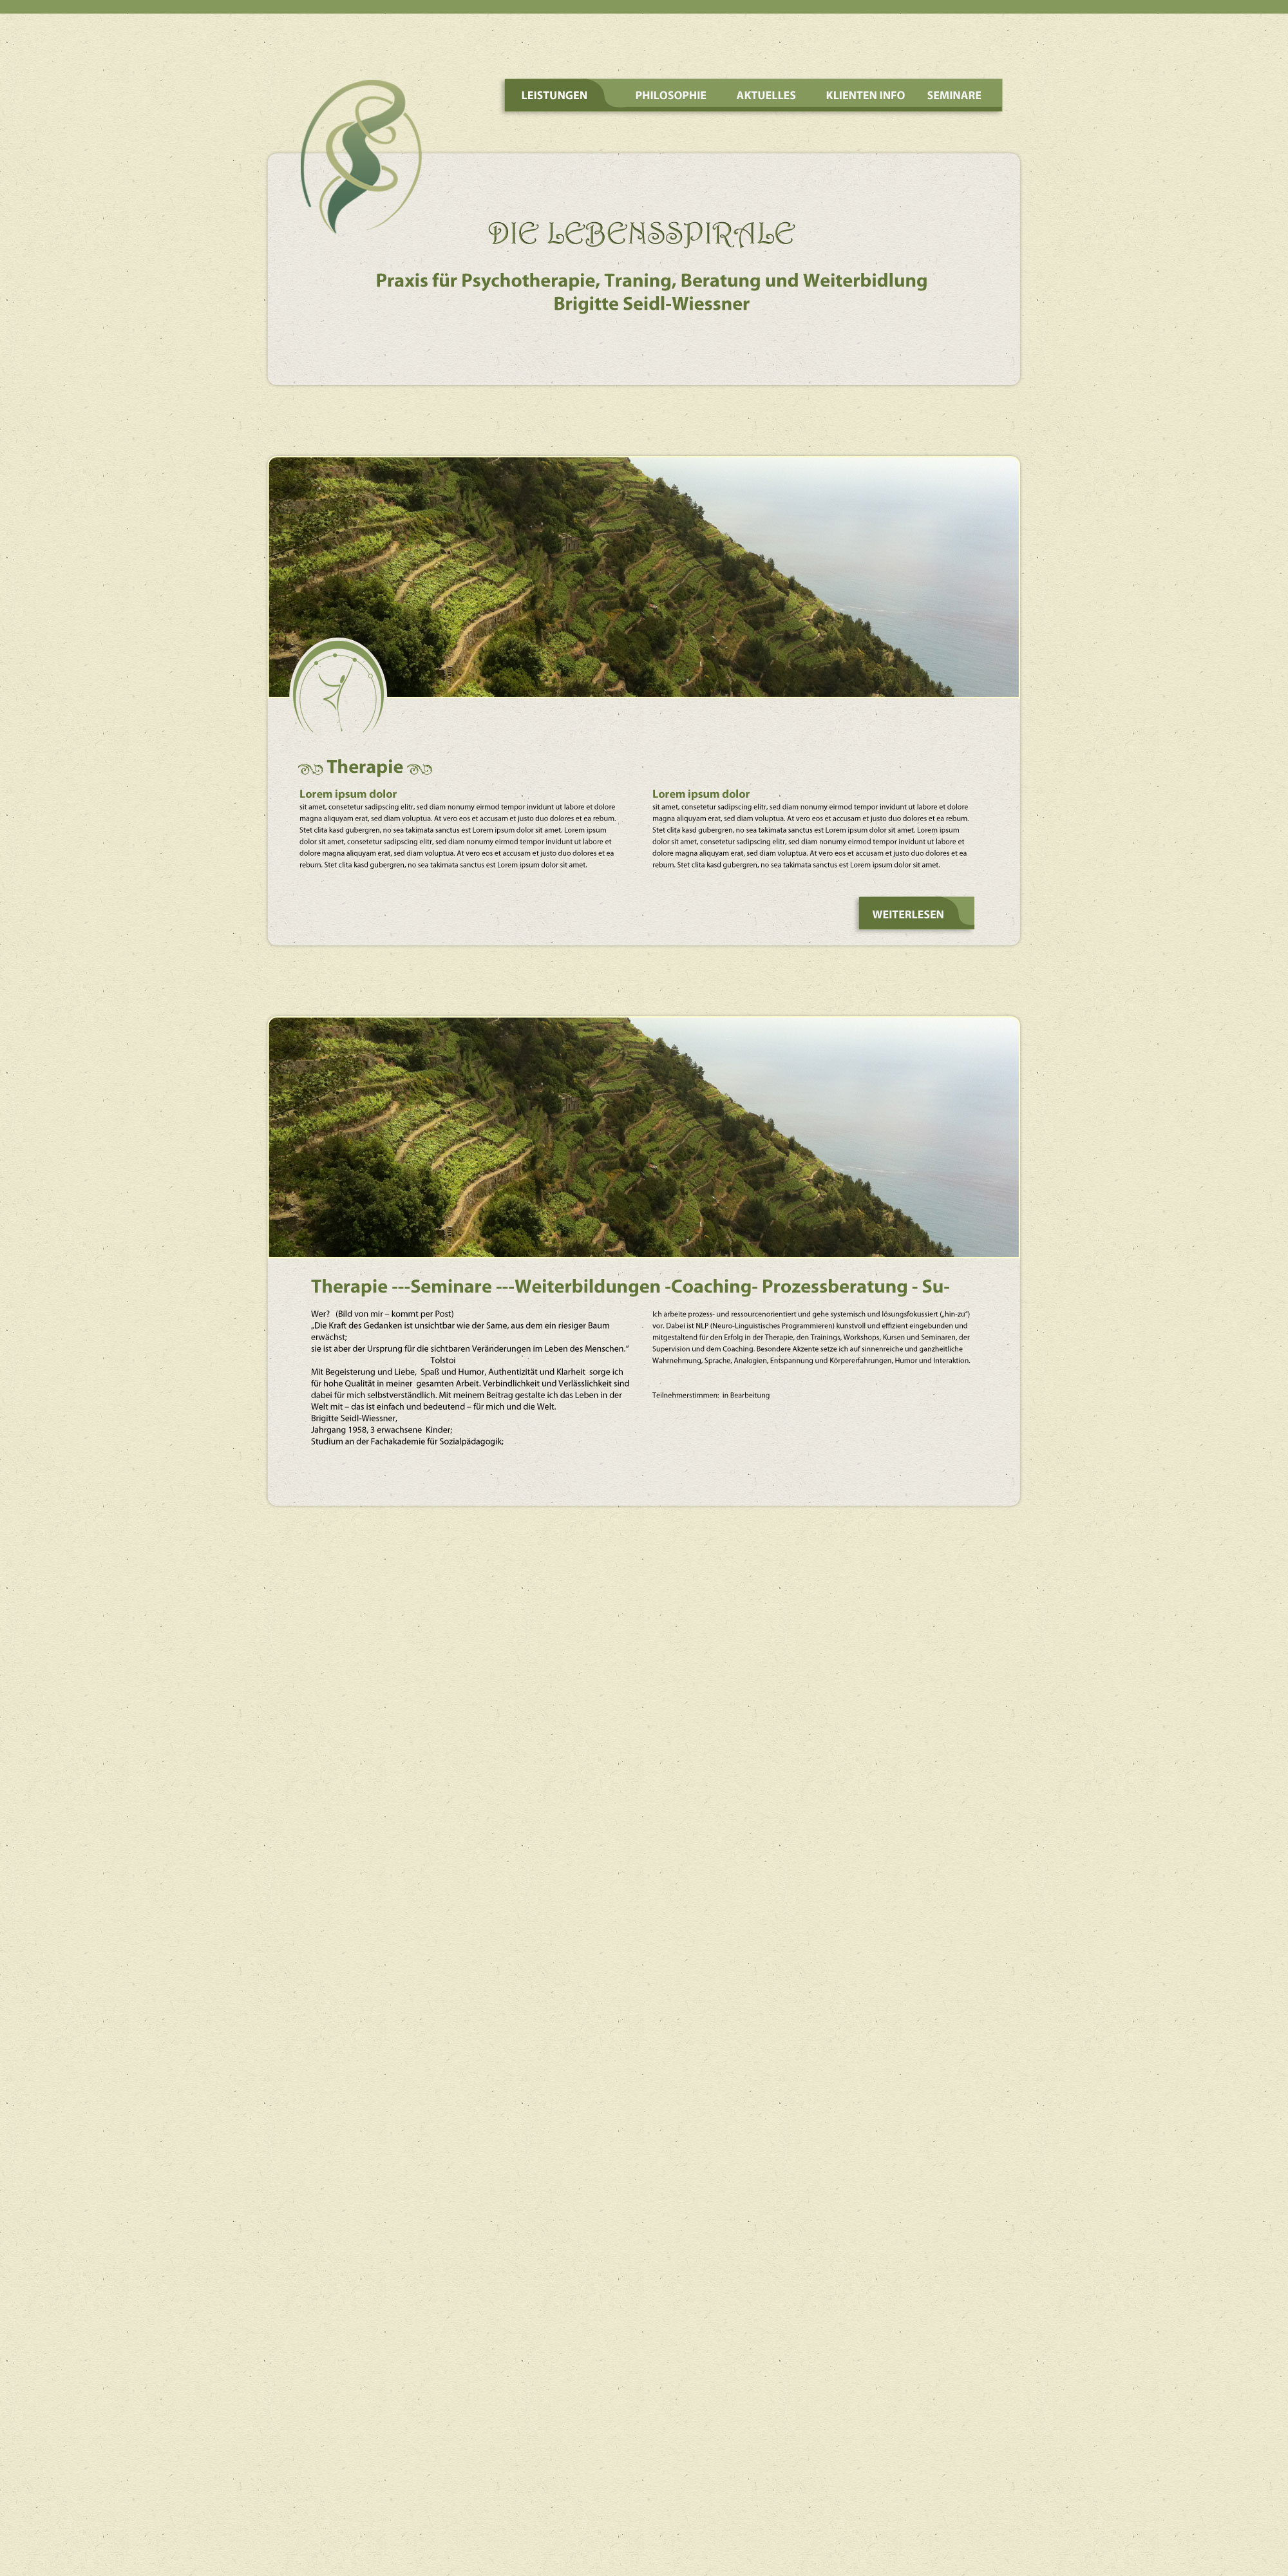 LEISTUNGEN PHILOSOPHIE AKTUELLES KLIENTEN INFO SEMINARE
DIE LEBENSSPIRALE
Praxis für Psychotherapie, Traning, Beratung und Weiterbidlung
Brigitte Seidl-Wiessner
Therapie
Lorem ipsum dolor
sit amet, consetetur sadipscing elitr, sed diam nonumy eirmod tempor invidunt ut labore et dolore
magna aliquyam erat, sed diam voluptua. At vero eos et accusam et justo duo dolores et ea rebum.
Stet clita kasd gubergren, no sea takimata sanctus est Lorem ipsum dolor sit amet. Lorem ipsum
dolor sit amet, consetetur sadipscing elitr, sed diam nonumy eirmod tempor invidunt ut labore et
dolore magna aliquyam erat, sed diam voluptua. At vero eos et accusam et justo duo dolores et ea
rebum. Stet clita kasd gubergren, no sea takimata sanctus est Lorem ipsum dolor sit amet.
Lorem ipsum dolor
sit amet, consetetur sadipscing elitr, sed diam nonumy eirmod tempor invidunt ut labore et dolore
magna aliquyam erat, sed diam voluptua. At vero eos et accusam et justo duo dolores et ea rebum.
Stet clita kasd gubergren, no sea takimata sanctus est Lorem ipsum dolor sit amet. Lorem ipsum
dolor sit amet, consetetur sadipscing elitr, sed diam nonumy eirmod tempor invidunt ut labore et
dolore magna aliquyam erat, sed diam voluptua. At vero eos et accusam et justo duo dolores et ea
rebum. Stet clita kasd gubergren, no sea takimata sanctus est Lorem ipsum dolor sit amet.
WEITERLESEN
Therapie ---Seminare ---Weiterbildungen -Coaching- Prozessberatung - Su-
Wer? (Bild von mir – kommt per Post)
„Die Kraft des Gedanken ist unsichtbar wie der Same, aus dem ein riesiger Baum
erwächst;
sie ist aber der Ursprung für die sichtbaren Veränderungen im Leben des Menschen.“
Tolstoi
Mit Begeisterung und Liebe, Spaß und Humor, Authentizität und Klarheit sorge ich
für hohe Qualität in meiner gesamten Arbeit. Verbindlichkeit und Verlässlichkeit sind
dabei für mich selbstverständlich. Mit meinem Beitrag gestalte ich das Leben in der
Welt mit – das ist einfach und bedeutend – für mich und die Welt.
Brigitte Seidl-Wiessner,
Jahrgang 1958, 3 erwachsene Kinder;
Studium an der Fachakademie für Sozialpädagogik;
Ich arbeite prozess- und ressourcenorientiert und gehe systemisch und lösungsfokussiert („hin-zu“)
vor. Dabei ist NLP (Neuro-Linguistisches Programmieren) kunstvoll und effizient eingebunden und
mitgestaltend für den Erfolg in der Therapie, den Trainings, Workshops, Kursen und Seminaren, der
Supervision und dem Coaching. Besondere Akzente setze ich auf sinnenreiche und ganzheitliche
Wahrnehmung, Sprache, Analogien, Entspannung und Körpererfahrungen, Humor und Interaktion.
Teilnehmerstimmen: in Bearbeitung